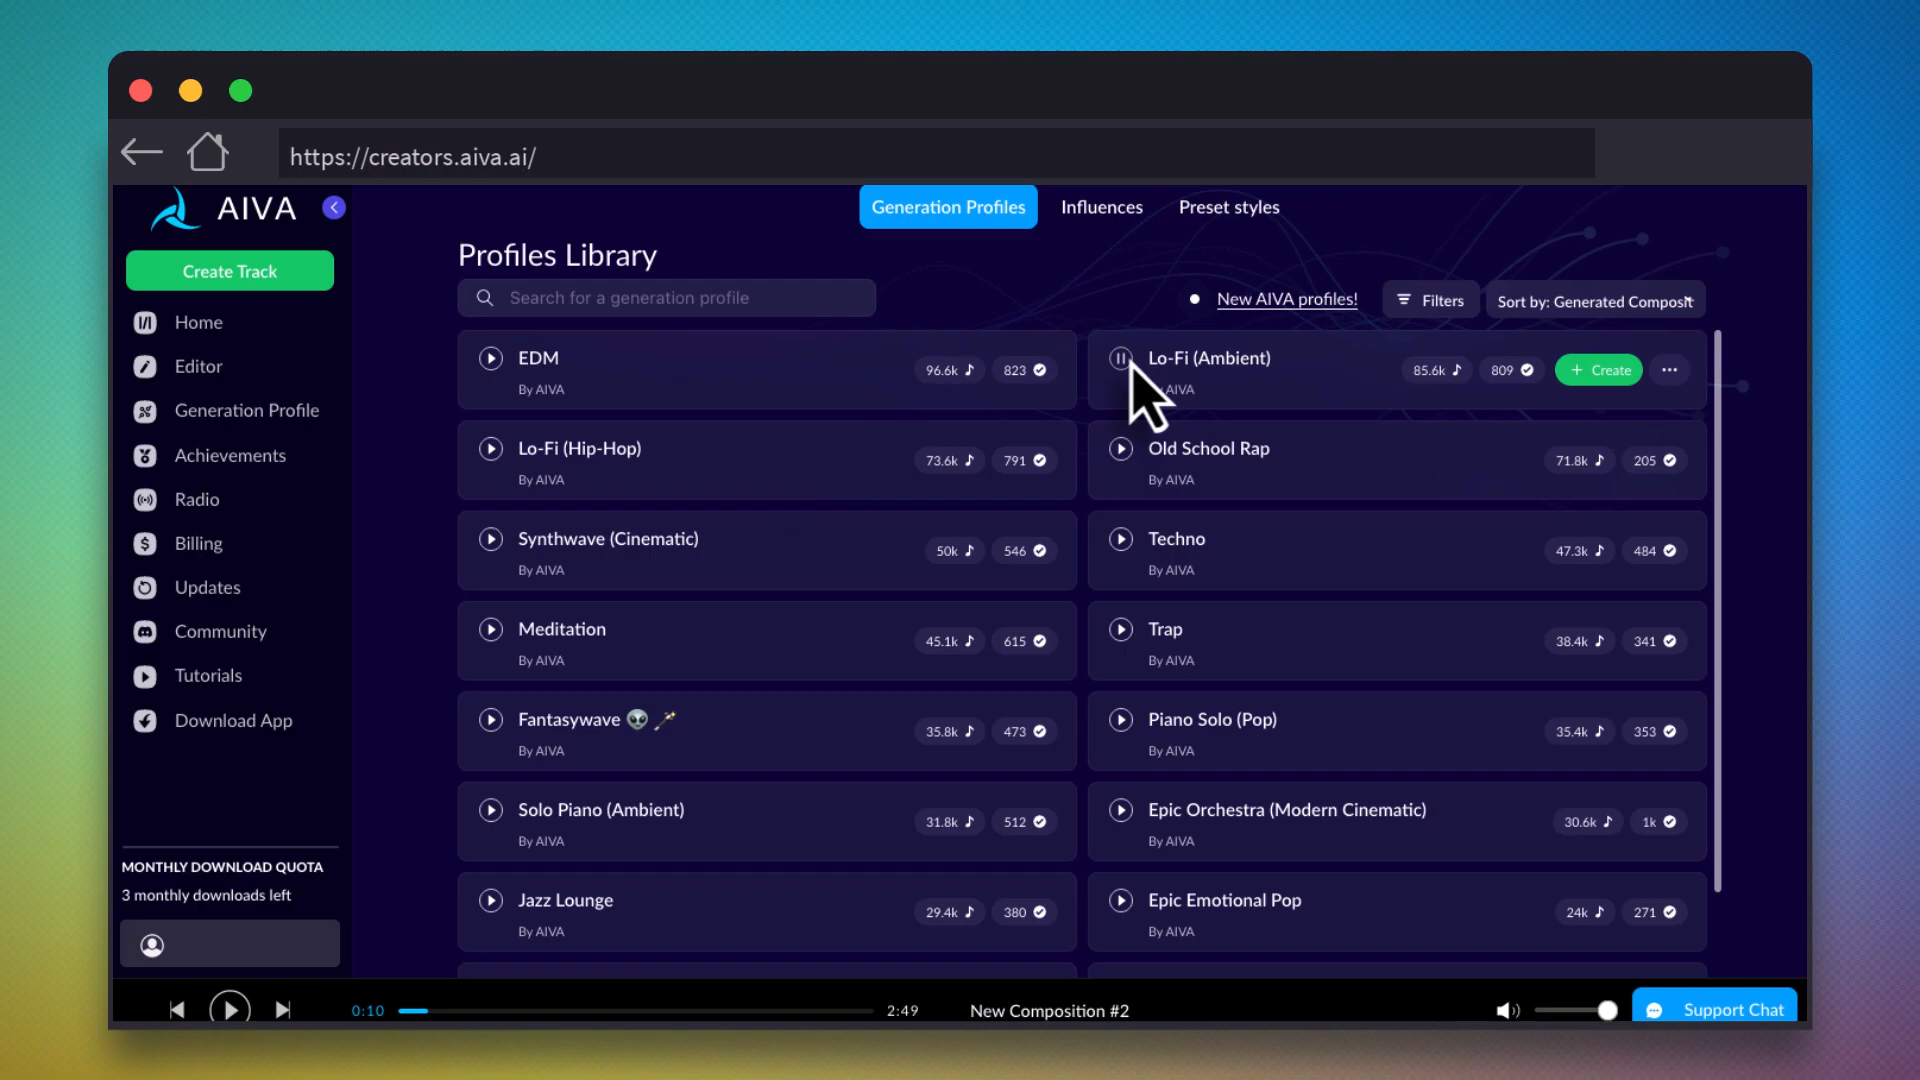 https://creators.aiva.ai/
AIVA
Create Track
Home
Editor
Generation Profile
Achievements
Radio
Billing
Updates
Community
Tutorials
Download App
MONTHLY DOWNLOAD QUOTA
3 monthly downloads left
Generation Profiles
Influences
Preset styles
Profiles Library
Search for a generation profile
New AIVA profiles!
Filters
Sort by: Generated Composit
EDM
By AIVA
96.6k
823
Lo-Fi (Ambient)
AIVA
85.6k
809
+ Create
Lo-Fi (Hip-Hop)
By AIVA
73.6k
791
Old School Rap
By AIVA
71.8k
205
Synthwave (Cinematic)
By AIVA
50k
546
Techno
By AIVA
47.3k
484
Meditation
By AIVA
45.1k
615
Trap
By AIVA
38.4k
341
Fantasywave 👽
By AIVA
35.8k
473
Piano Solo (Pop)
By AIVA
35.4k
353
Solo Piano (Ambient)
By AIVA
31.8k
512
Epic Orchestra (Modern Cinematic)
By AIVA
30.6k
1k
Jazz Lounge
By AIVA
29.4k
380
Epic Emotional Pop
By AIVA
24k
271
0:10
2:49
New Composition #2
Support Chat